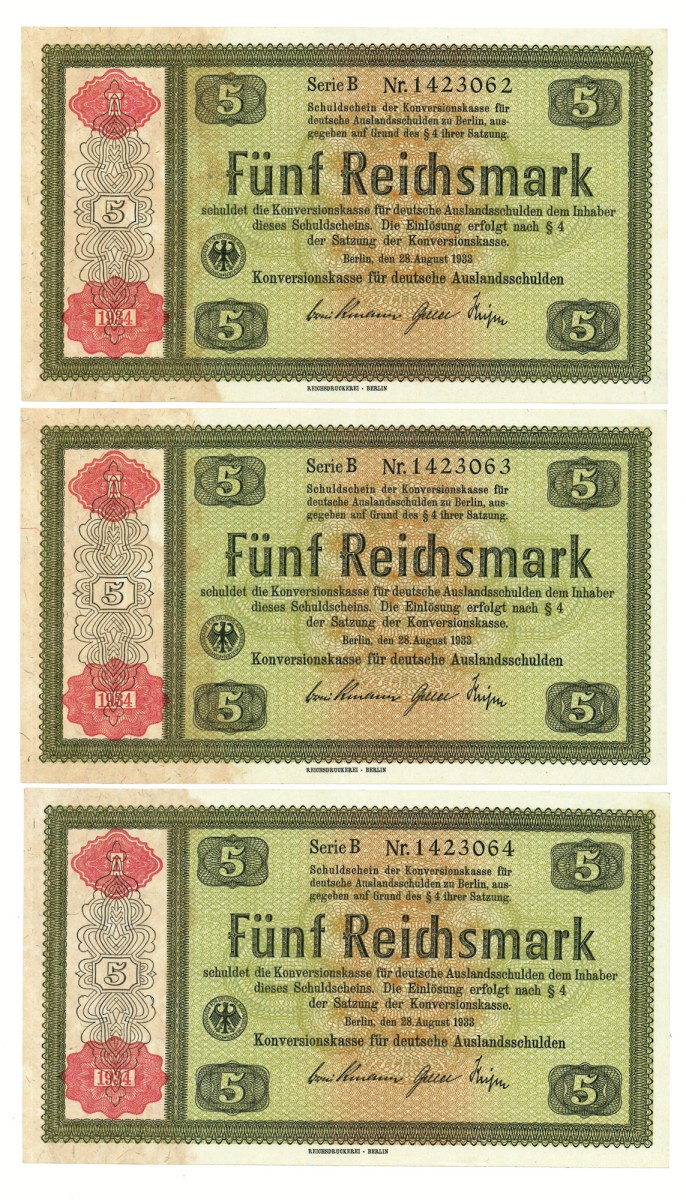 5
Serie B Nr. 1423062
5
Schuldschein der Konversionskasse für
deutsche Auslandsschulden zu Berlin, aus-
gegeben auf Grund des § 4 ihrer Satzung.
Fünf Reichsmark
5
schuldet die Konversionskasse für deutsche Auslandsschulden dem Inhaber
dieses Schuldscheins. Die Einlösung erfolgt nach § 4
der Satzung der Konversionskasse.
Berlin, den 28. August 1933
Konversionskasse für deutsche Auslandsschulden
1934
5
5
REICHSDRUCKEREI - BERLIN
5
Serie B Nr. 1423063
5
Schuldschein der Konversionskasse für
deutsche Auslandsschulden zu Berlin, aus-
gegeben auf Grund des § 4 ihrer Satzung.
Fünf Reichsmark
5
schuldet die Konversionskasse für deutsche Auslandsschulden dem Inhaber
dieses Schuldscheins. Die Einlösung erfolgt nach § 4
der Satzung der Konversionskasse.
Berlin, den 28. August 1933
Konversionskasse für deutsche Auslandsschulden
1934
5
5
REICHSDRUCKEREI - BERLIN
5
Serie B Nr. 1423064
5
Schuldschein der Konversionskasse für
deutsche Auslandsschulden zu Berlin, aus-
gegeben auf Grund des § 4 ihrer Satzung.
Fünf Reichsmark
5
schuldet die Konversionskasse für deutsche Auslandsschulden dem Inhaber
dieses Schuldscheins. Die Einlösung erfolgt nach § 4
der Satzung der Konversionskasse.
Berlin, den 28. August 1933
Konversionskasse für deutsche Auslandsschulden
1934
5
5
REICHSDRUCKEREI - BERLIN